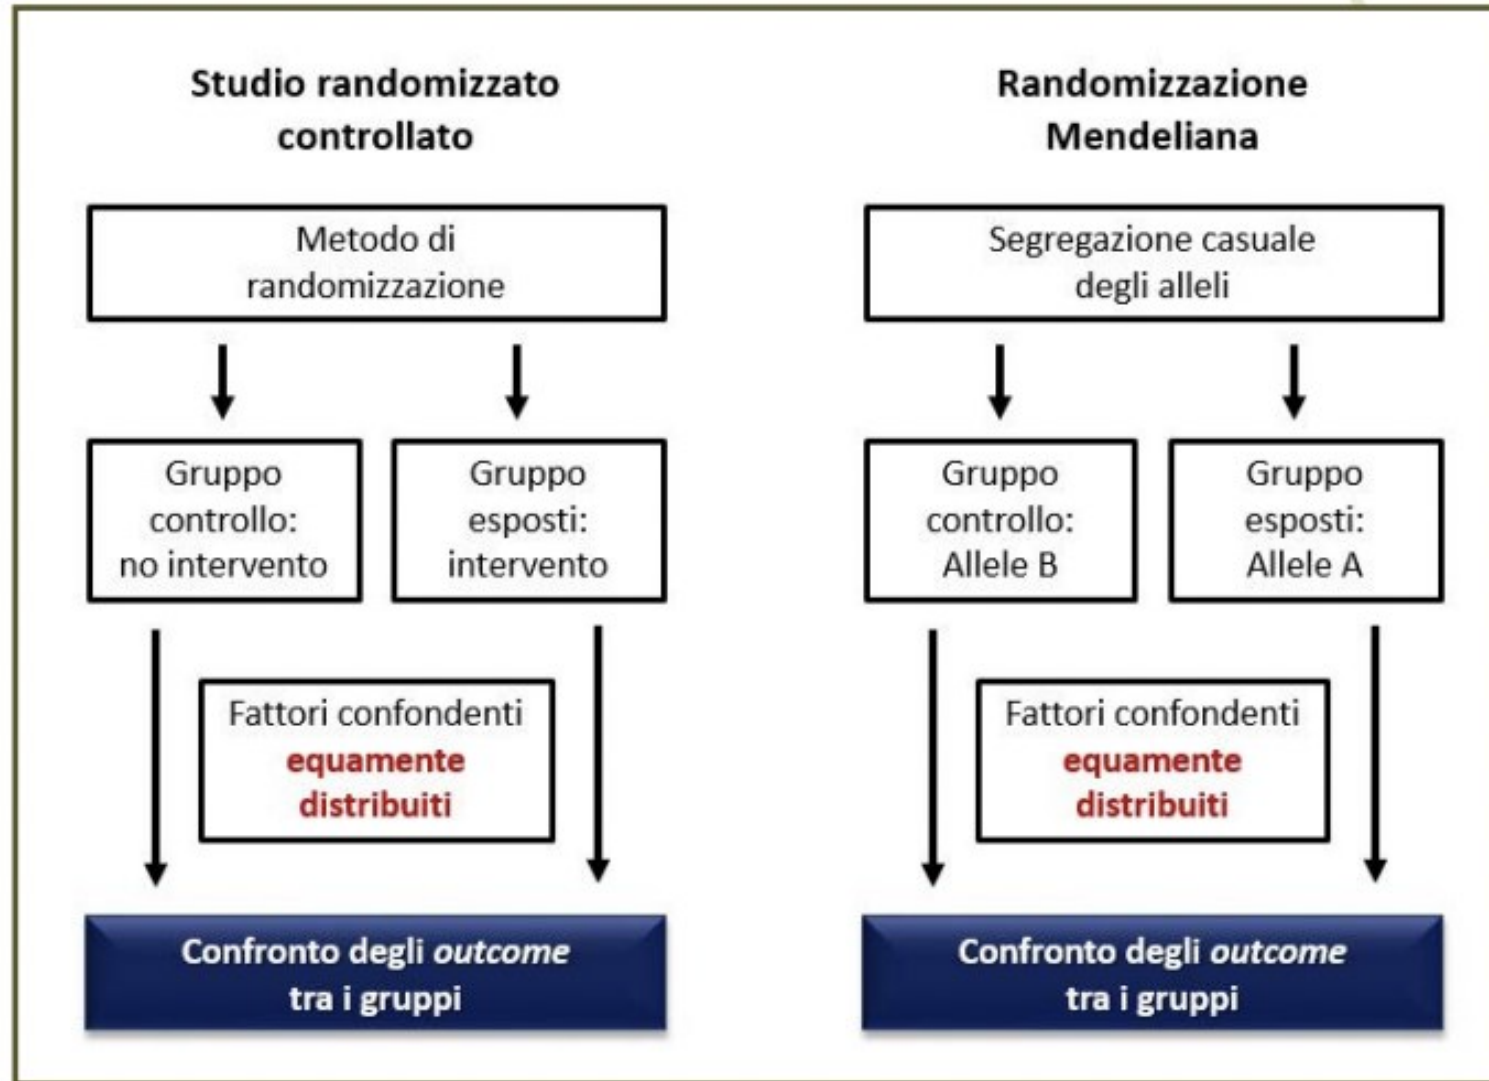 Studio randomizzato
controllato
Metodo di
randomizzazione
Gruppo
controllo:
no intervento
Gruppo
esposti:
intervento
Fattori confondenti
equamente
distribuiti
Confronto degli outcome
tra i gruppi
Randomizzazione
Mendeliana
Segregazione casuale
degli alleli
Gruppo
controllo:
Allele B
Gruppo
esposti:
Allele A
Fattori confondenti
equamente
distribuiti
Confronto degli outcome
tra i gruppi